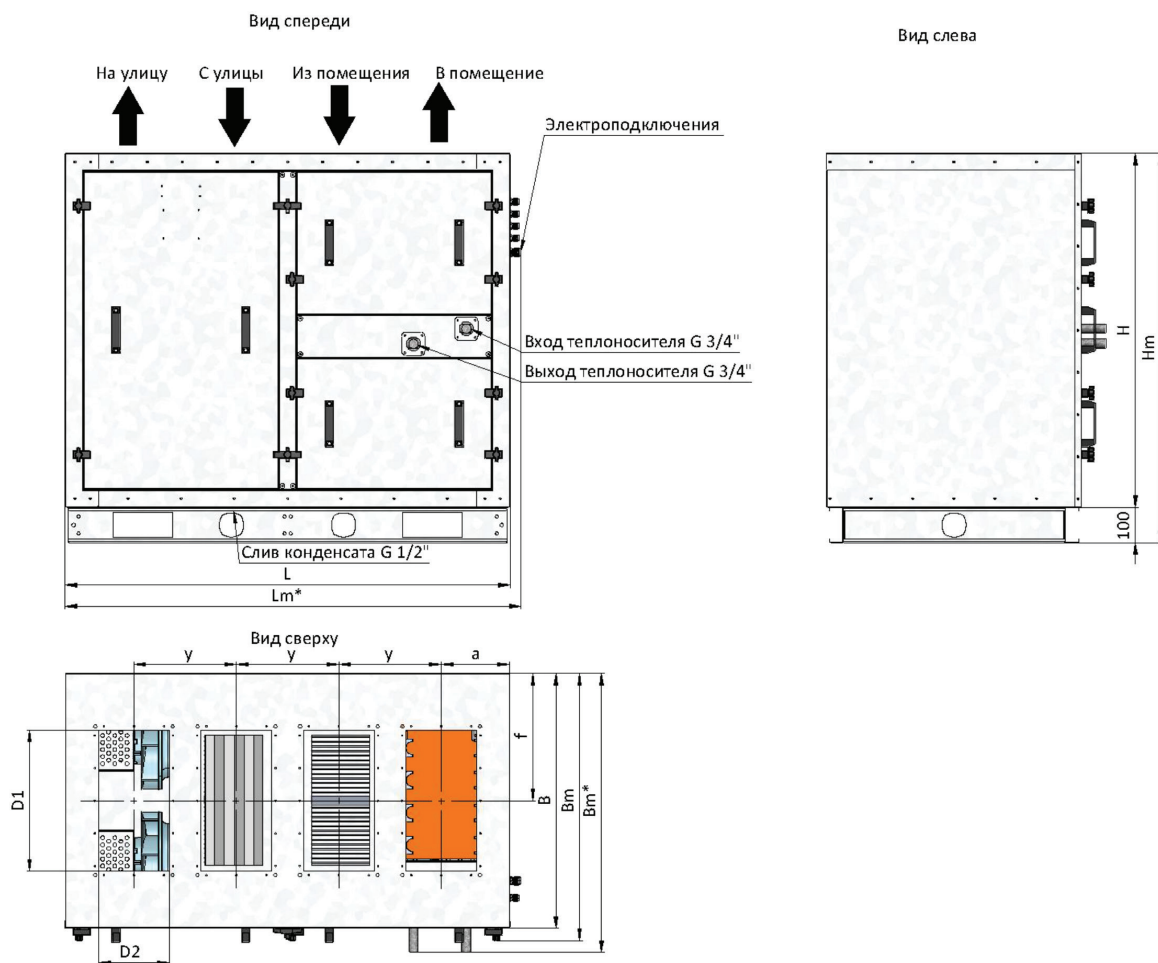 Вид спереди
Вид слева
На улицу
С улицы
Из помещения
В помещение
Электроподключения
Вход теплоносителя G 3/4"
Выход теплоносителя G 3/4"
Слив конденсата G 1/2"
L
Lm*
H
Hm
100
Вид сверху
y
y
y
a
f
B
Bm
Bm*
D1
D2